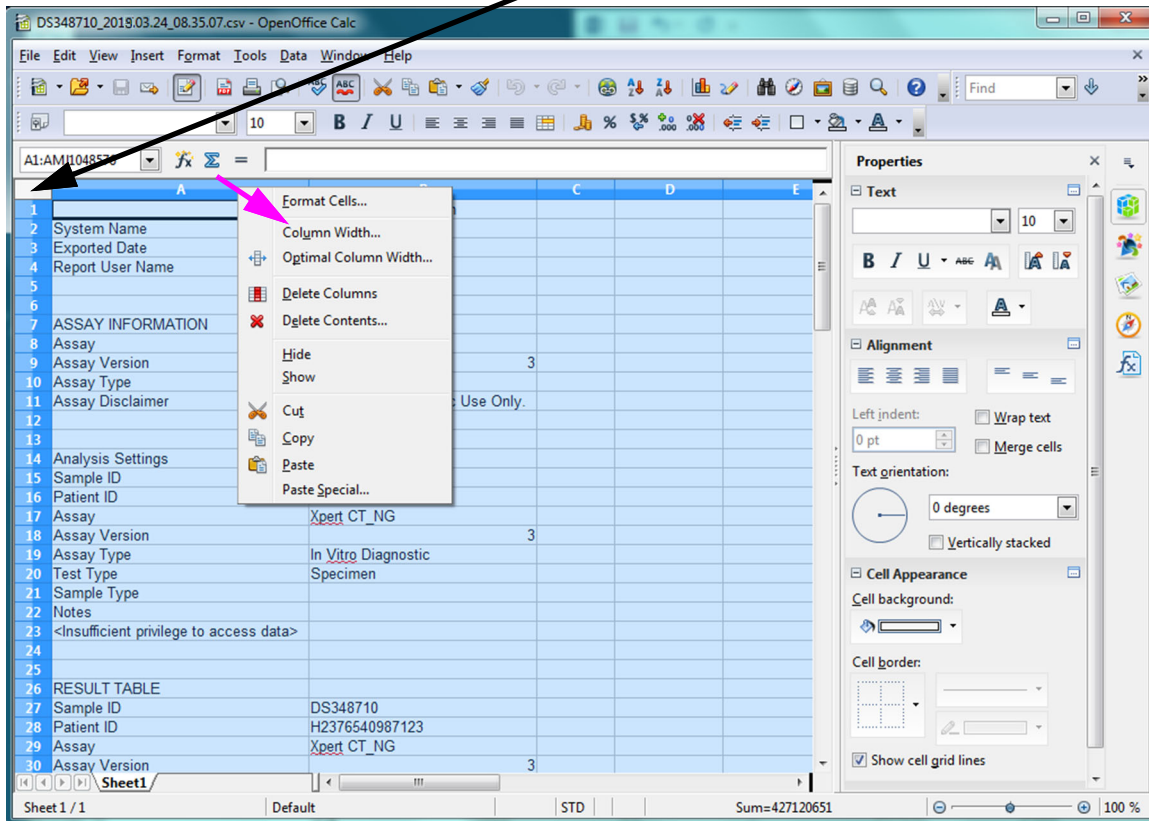 DS348710_2018.03.24_08.35.07.csv - OpenOffice Calc
File Edit View Insert Format Tools Data Window Help
Find
10
A1:AMJ1048576
A C D E
1
2 System Name
3 Exported Date
4 Report User Name
5
6
7 ASSAY INFORMATION
8 Assay
9 Assay Version 3
10 Assay Type
11 Assay Disclaimer Use Only.
12
13
14 Analysis Settings
15 Sample ID
16 Patient ID
17 Assay Xpert CT_NG
18 Assay Version 3
19 Assay Type In Vitro Diagnostic
20 Test Type Specimen
21 Sample Type
22 Notes
23 <Insufficient privilege to access data>
24
25
26 RESULT TABLE
27 Sample ID DS348710
28 Patient ID H2376540987123
29 Assay Xpert CT_NG
30 Assay Version 3
Format Cells...
Column Width...
Optimal Column Width...
Delete Columns
Delete Contents...
Hide
Show
Cut
Copy
Paste
Paste Special...
Properties
Text
10
B I U ABC
Alignment
Left indent: Wrap text
0 pt Merge cells
Text orientation:
0 degrees
Vertically stacked
Cell Appearance
Cell background:
Cell border:
Show cell grid lines
Sheet1
Sheet 1 / 1 Default STD Sum=427120651 100 %